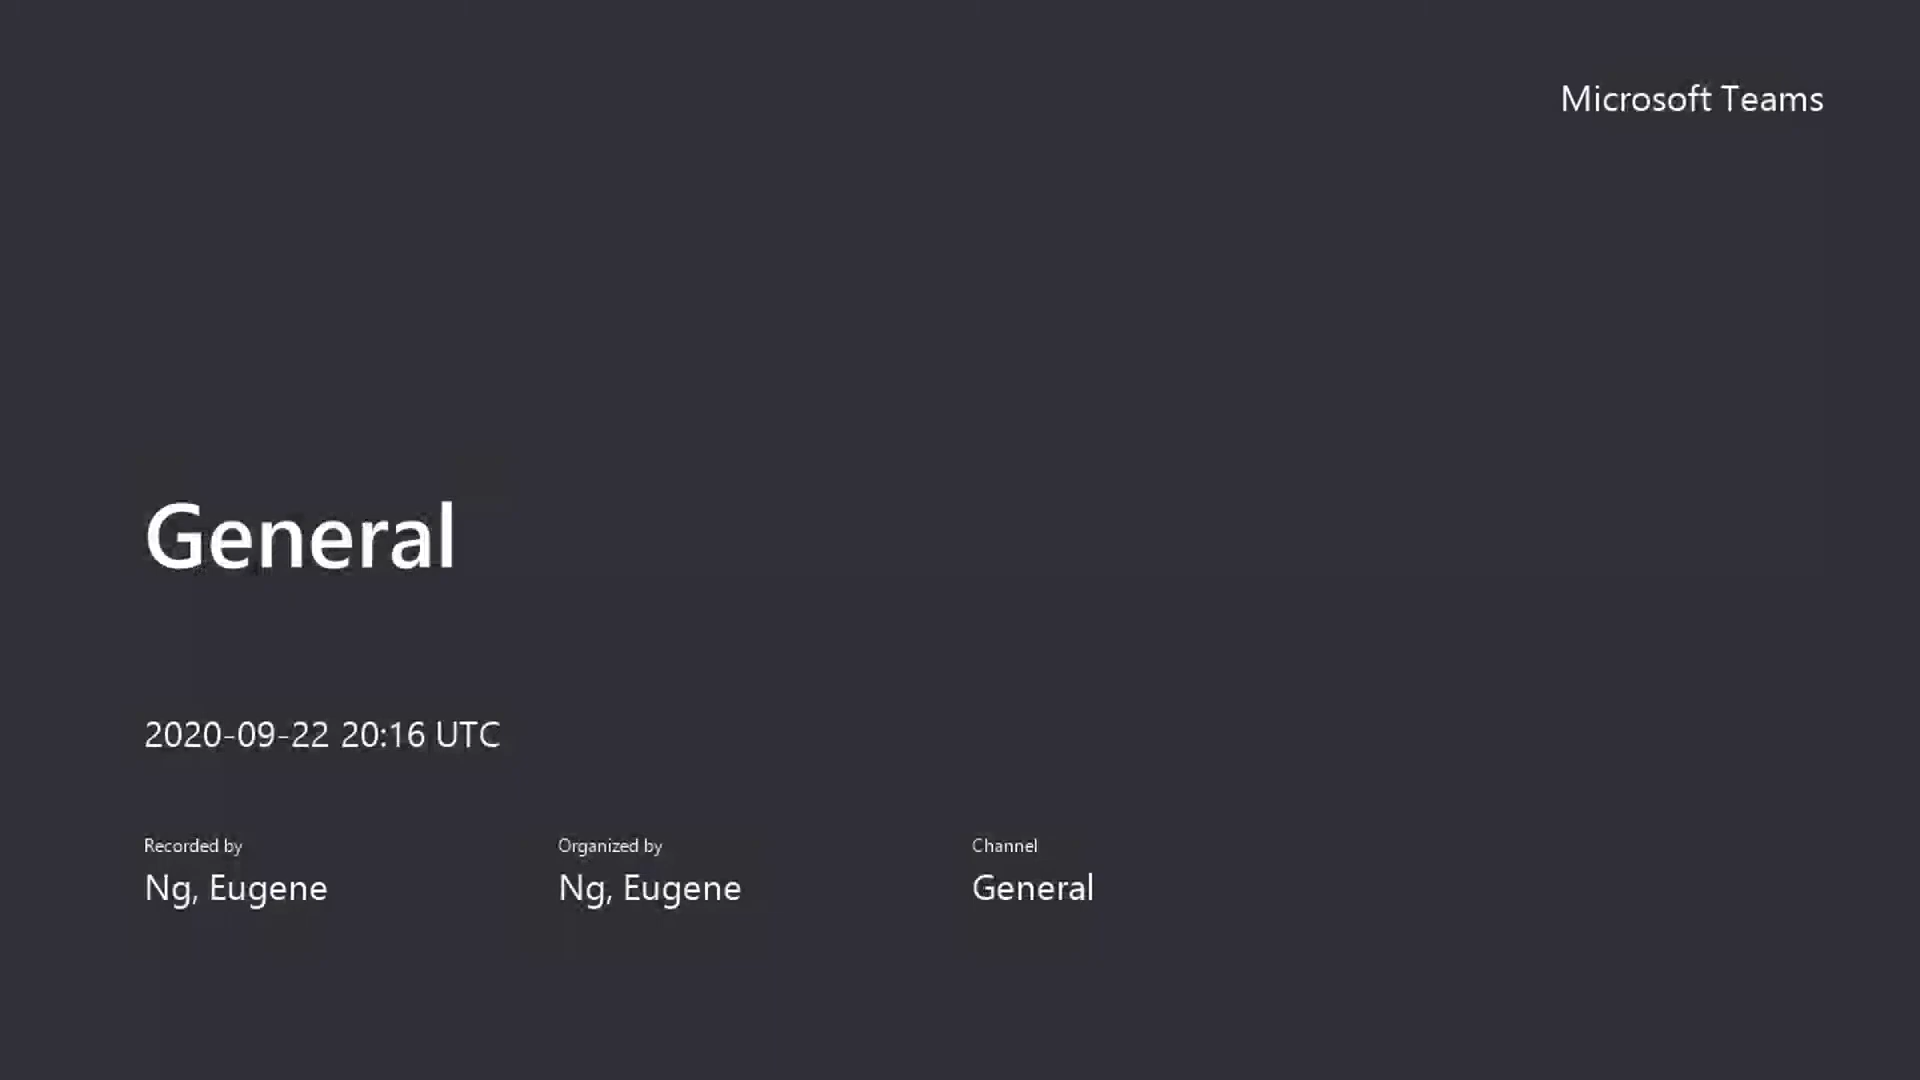 Microsoft Teams
General
2020-09-22 20:16 UTC
Recorded by
Ng, Eugene
Organized by
Ng, Eugene
Channel
General